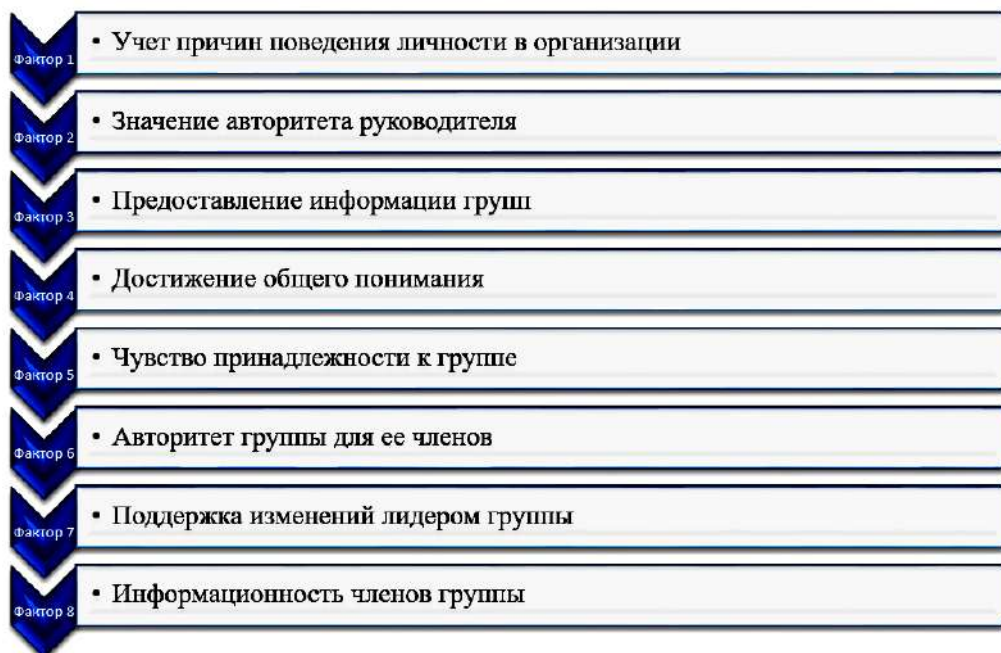 Фактор 1
• Учет причин поведения личности в организации
Фактор 2
• Значение авторитета руководителя
Фактор 3
• Предоставление информации групп
Фактор 4
• Достижение общего понимания
Фактор 5
• Чувство принадлежности к группе
Фактор 6
• Авторитет группы для ее членов
Фактор 7
• Поддержка изменений лидером группы
Фактор 8
• Информационность членов группы